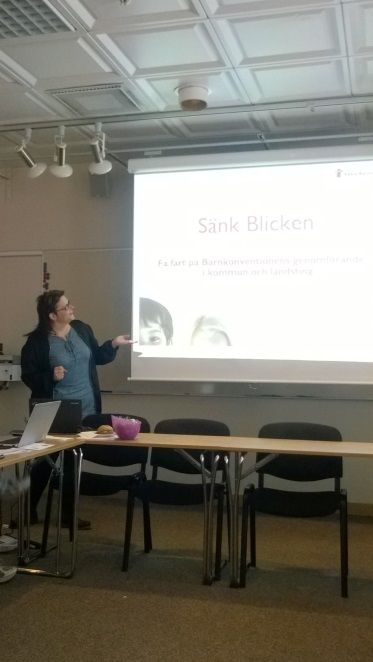 Sänk Blicken
Få fart på Barnkonventionens genomförande
i kommun och landsting